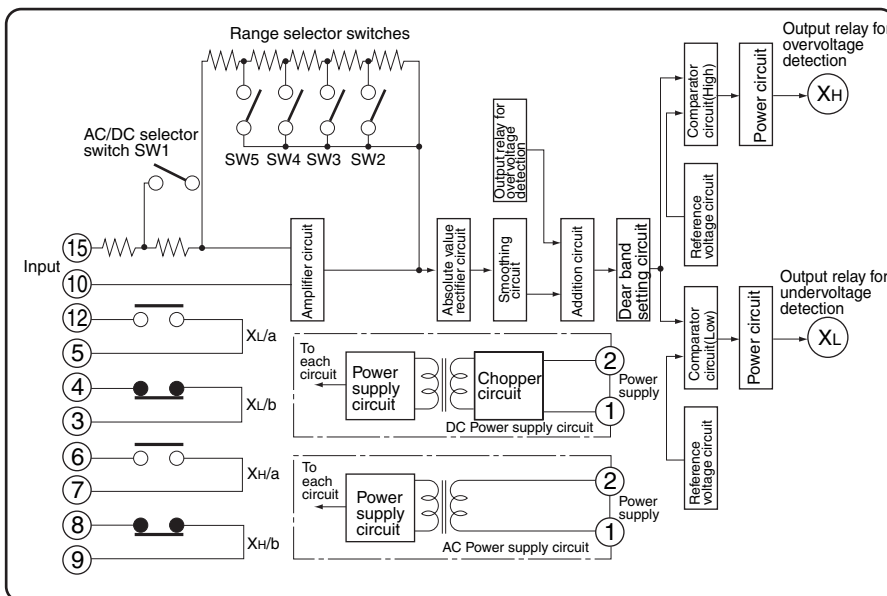 Range selector switches
AC/DC selector
switch SW1
SW5 SW4 SW3 SW2
Output relay for
overvoltage
detection
Comparator
circuit(High)
Power circuit
XH
Output relay for
overvoltage
detection
Reference
voltage circuit
Input
15
10
Amplifier circuit
Absolute value
rectifier circuit
Smoothing
circuit
Addition circuit
Dear band
setting circuit
Output relay for
undervoltage
detection
Comparator
circuit(Low)
Power circuit
XL
Reference
voltage circuit
12
5
XL/a
4
3
XL/b
6
7
XH/a
8
9
XH/b
To
each
circuit
Power
supply
circuit
Chopper
circuit
2
1
Power
supply
DC Power supply circuit
To
each
circuit
Power
supply
circuit
2
1
Power
supply
AC Power supply circuit